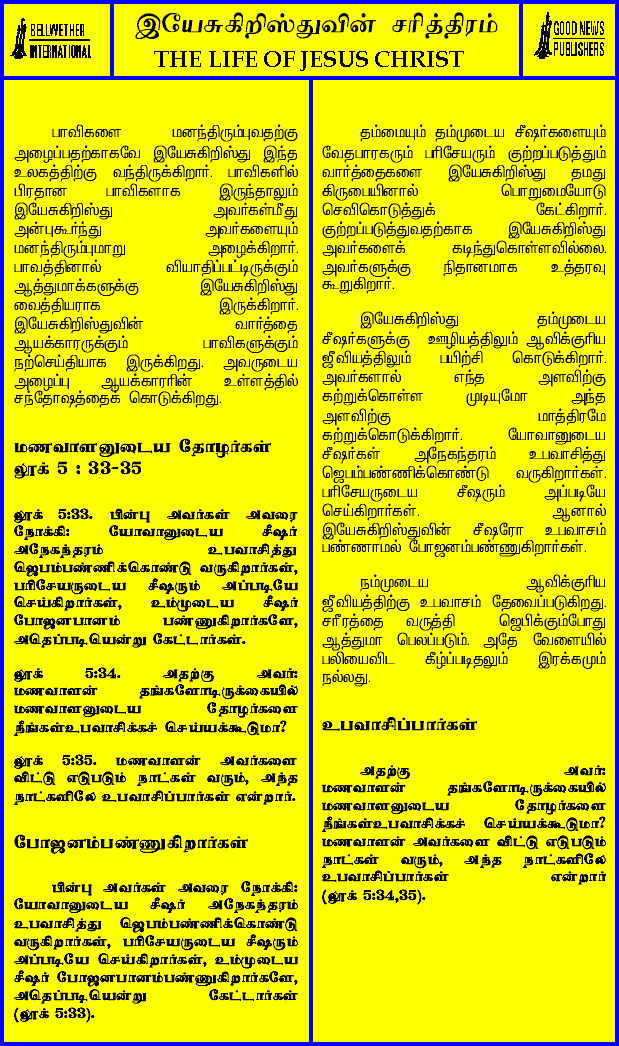 BELLWETHER
INTERNATIONAL
இயேசுகிறிஸ்துவின் சரித்திரம்
THE LIFE OF JESUS CHRIST
GOOD NEWS
PUBLISHERS
பாவிகளை மனந்திரும்புவதற்கு
அழைப்பதற்காகவே இயேசுகிறிஸ்து இந்த
உலகத்திற்கு வந்திருக்கிறார். பாவிகளில்
பிரதான பாவிகளாக இருந்தாலும்
இயேசுகிறிஸ்து அவர்கள்மீது
அன்புகூர்ந்து அவர்களையும்
மனந்திரும்புமாறு அழைக்கிறார்.
பாவத்தினால் வியாதிப்பட்டிருக்கும்
ஆத்துமாக்களுக்கு இயேசுகிறிஸ்து
வைத்தியராக இருக்கிறார்.
இயேசுகிறிஸ்துவின் வார்த்தை
ஆயக்காரருக்கும் பாவிகளுக்கும்
நற்செய்தியாக இருக்கிறது. அவருடைய
அழைப்பு ஆயக்காரரின் உள்ளத்தில்
சந்தோஷத்தைக் கொடுக்கிறது.
மணவாளனுடைய தோழர்கள்
லூக் 5 : 33-35
லூக் 5:33. பின்பு அவர்கள் அவரை
நோக்கி: யோவானுடைய சீஷர்
அநேகந்தரம் உபவாசித்து
ஜெபம்பண்ணிக்கொண்டு வருகிறார்கள்,
பரிசேயருடைய சீஷரும் அப்படியே
செய்கிறார்கள், உம்முடைய சீஷர்
போஜனபானம் பண்ணுகிறார்களே,
அதெப்படியென்று கேட்டார்கள்.
லூக் 5:34. அதற்கு அவர்:
மணவாளன் தங்களோடிருக்கையில்
மணவாளனுடைய தோழர்களை
நீங்கள்உபவாசிக்கச் செய்யக்கூடுமா?
லூக் 5:35. மணவாளன் அவர்களை
விட்டு எடுபடும் நாட்கள் வரும், அந்த
நாட்களிலே உபவாசிப்பார்கள் என்றார்.
போஜனம்பண்ணுகிறார்கள்
பின்பு அவர்கள் அவரை நோக்கி:
யோவானுடைய சீஷர் அநேகந்தரம்
உபவாசித்து ஜெபம்பண்ணிக்கொண்டு
வருகிறார்கள், பரிசேயருடைய சீஷரும்
அப்படியே செய்கிறார்கள், உம்முடைய
சீஷர் போஜனபானம்பண்ணுகிறார்களே,
அதெப்படியென்று கேட்டார்கள்
(லூக் 5:33).
தம்மையும் தம்முடைய சீஷர்களையும்
வேதபாரகரும் பரிசேயரும் குற்றப்படுத்தும்
வார்த்தைகளை இயேசுகிறிஸ்து தமது
கிருபையினால் பொறுமையோடு
செவிகொடுத்துக் கேட்கிறார்.
குற்றப்படுத்துவதற்காக இயேசுகிறிஸ்து
அவர்களைக் கடிந்துகொள்ளவில்லை.
அவர்களுக்கு நிதானமாக உத்தரவு
கூறுகிறார்.
இயேசுகிறிஸ்து தம்முடைய
சீஷர்களுக்கு ஊழியத்திலும் ஆவிக்குரிய
ஜீவியத்திலும் பயிற்சி கொடுக்கிறார்.
அவர்களால் எந்த அளவிற்கு
கற்றுக்கொள்ள முடியுமோ அந்த
அளவிற்கு மாத்திரமே
கற்றுக்கொடுக்கிறார். யோவானுடைய
சீஷர்கள் அநேகந்தரம் உபவாசித்து
ஜெபம்பண்ணிக்கொண்டு வருகிறார்கள்.
பரிசேயருடைய சீஷரும் அப்படியே
செய்கிறார்கள். ஆனால்
இயேசுகிறிஸ்துவின் சீஷரோ உபவாசம்
பண்ணாமல் போஜனம்பண்ணுகிறார்கள்.
நம்முடைய ஆவிக்குரிய
ஜீவியத்திற்கு உபவாசம் தேவைப்படுகிறது.
சரீரத்தை வருத்தி ஜெபிக்கும்போது
ஆத்துமா பெலப்படும். அதே வேளையில்
பலியைவிட கீழ்ப்படிதலும் இரக்கமும்
நல்லது.
உபவாசிப்பார்கள்
அதற்கு அவர்:
மணவாளன் தங்களோடிருக்கையில்
மணவாளனுடைய தோழர்களை
நீங்கள்உபவாசிக்கச் செய்யக்கூடுமா?
மணவாளன் அவர்களை விட்டு எடுபடும்
நாட்கள் வரும், அந்த நாட்களிலே
உபவாசிப்பார்கள் என்றார்
(லூக் 5:34,35).